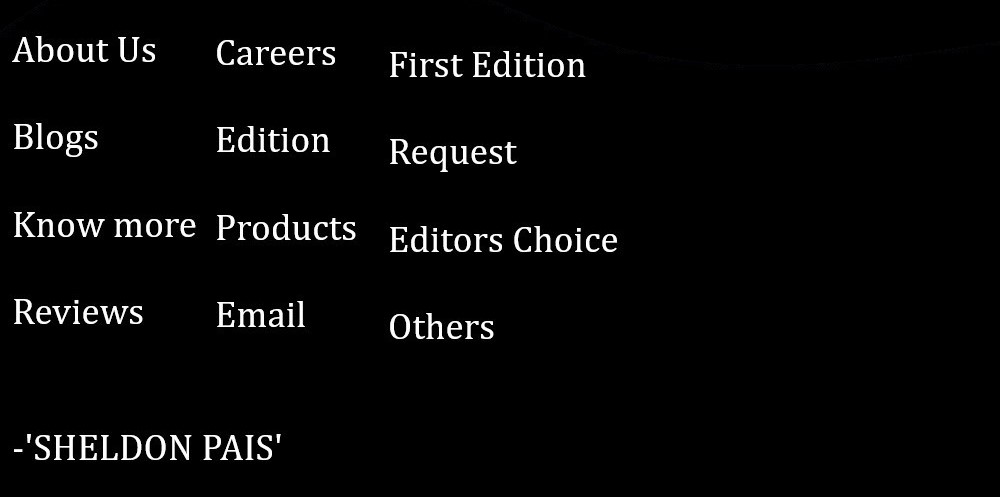 About Us
Blogs
Know more
Reviews
Careers
Edition
Products
Email
First Edition
Request
Editors Choice
Others
-'SHELDON PAIS'